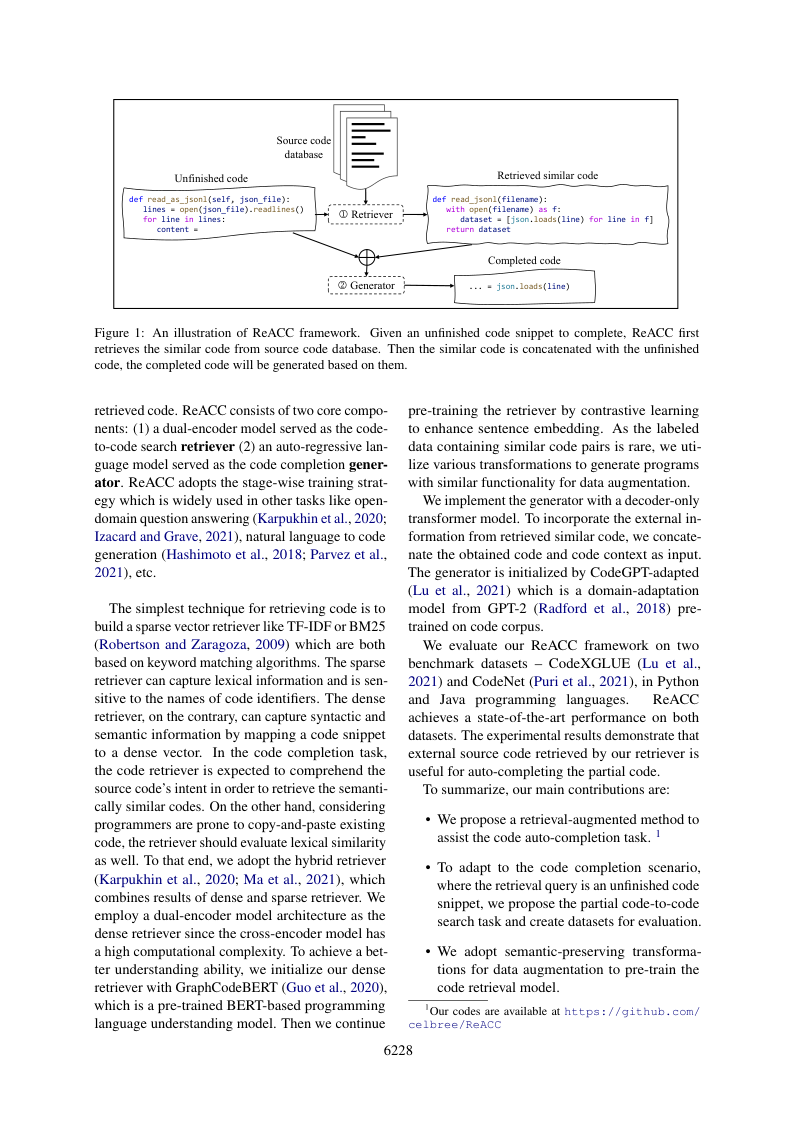 Source code
database
Unfinished code
def read_as_jsonl(self, json_file):
lines = open(json_file).readlines()
for line in lines:
content =
① Retriever
Retrieved similar code
def read_jsonl(filename):
with open(filename) as f:
dataset = [json.loads(line) for line in f]
return dataset
② Generator
Completed code
... = json.loads(line)
Figure 1: An illustration of ReACC framework. Given an unfinished code snippet to complete, ReACC first
retrieves the similar code from source code database. Then the similar code is concatenated with the unfinished
code, the completed code will be generated based on them.
retrieved code. ReACC consists of two core compo-
nents: (1) a dual-encoder model served as the code-
to-code search retriever (2) an auto-regressive lan-
guage model served as the code completion gener-
ator. ReACC adopts the stage-wise training strat-
egy which is widely used in other tasks like open-
domain question answering (Karpukhin et al., 2020;
Izacard and Grave, 2021), natural language to code
generation (Hashimoto et al., 2018; Parvez et al.,
2021), etc.
The simplest technique for retrieving code is to
build a sparse vector retriever like TF-IDF or BM25
(Robertson and Zaragoza, 2009) which are both
based on keyword matching algorithms. The sparse
retriever can capture lexical information and is sen-
sitive to the names of code identifiers. The dense
retriever, on the contrary, can capture syntactic and
semantic information by mapping a code snippet
to a dense vector. In the code completion task,
the code retriever is expected to comprehend the
source code's intent in order to retrieve the semanti-
cally similar codes. On the other hand, considering
programmers are prone to copy-and-paste existing
code, the retriever should evaluate lexical similarity
as well. To that end, we adopt the hybrid retriever
(Karpukhin et al., 2020; Ma et al., 2021), which
combines results of dense and sparse retriever. We
employ a dual-encoder model architecture as the
dense retriever since the cross-encoder model has
a high computational complexity. To achieve a bet-
ter understanding ability, we initialize our dense
retriever with GraphCodeBERT (Guo et al., 2020),
which is a pre-trained BERT-based programming
language understanding model. Then we continue
pre-training the retriever by contrastive learning
to enhance sentence embedding. As the labeled
data containing similar code pairs is rare, we uti-
lize various transformations to generate programs
with similar functionality for data augmentation.
We implement the generator with a decoder-only
transformer model. To incorporate the external in-
formation from retrieved similar code, we concate-
nate the obtained code and code context as input.
The generator is initialized by CodeGPT-adapted
(Lu et al., 2021) which is a domain-adaptation
model from GPT-2 (Radford et al., 2018) pre-
trained on code corpus.
We evaluate our ReACC framework on two
benchmark datasets – CodeXGLUE (Lu et al.,
2021) and CodeNet (Puri et al., 2021), in Python
and Java programming languages. ReACC
achieves a state-of-the-art performance on both
datasets. The experimental results demonstrate that
external source code retrieved by our retriever is
useful for auto-completing the partial code.
To summarize, our main contributions are:
• We propose a retrieval-augmented method to
assist the code auto-completion task. 1
• To adapt to the code completion scenario,
where the retrieval query is an unfinished code
snippet, we propose the partial code-to-code
search task and create datasets for evaluation.
• We adopt semantic-preserving transforma-
tions for data augmentation to pre-train the
code retrieval model.
1Our codes are available at https://github.com/
celbree/ReACC
6228